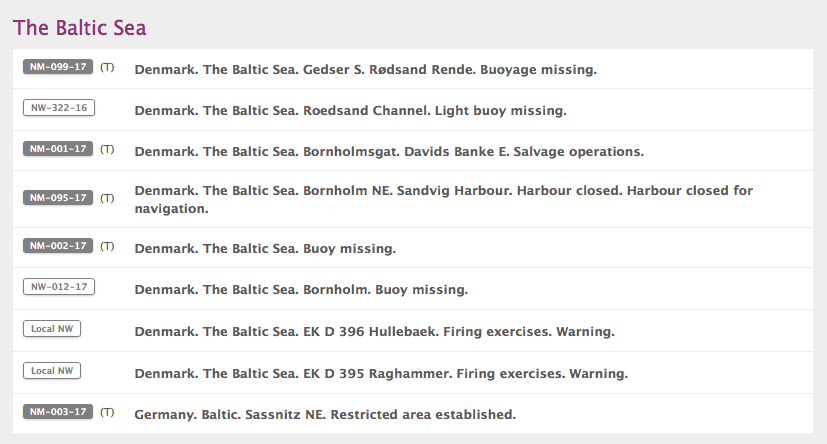 The Baltic Sea
NM-099-17 (T) Denmark. The Baltic Sea. Gedser S. Rødsand Rende. Buoyage missing.
NW-322-16 Denmark. The Baltic Sea. Roedsand Channel. Light buoy missing.
NM-001-17 (T) Denmark. The Baltic Sea. Bornholmsgat. Davids Banke E. Salvage operations.
NM-095-17 (T) Denmark. The Baltic Sea. Bornholm NE. Sandvig Harbour. Harbour closed. Harbour closed for
navigation.
NM-002-17 (T) Denmark. The Baltic Sea. Buoy missing.
NW-012-17 Denmark. The Baltic Sea. Bornholm. Buoy missing.
Local NW Denmark. The Baltic Sea. EK D 396 Hullebaek. Firing exercises. Warning.
Local NW Denmark. The Baltic Sea. EK D 395 Raghammer. Firing exercises. Warning.
NM-003-17 (T) Germany. Baltic. Sassnitz NE. Restricted area established.